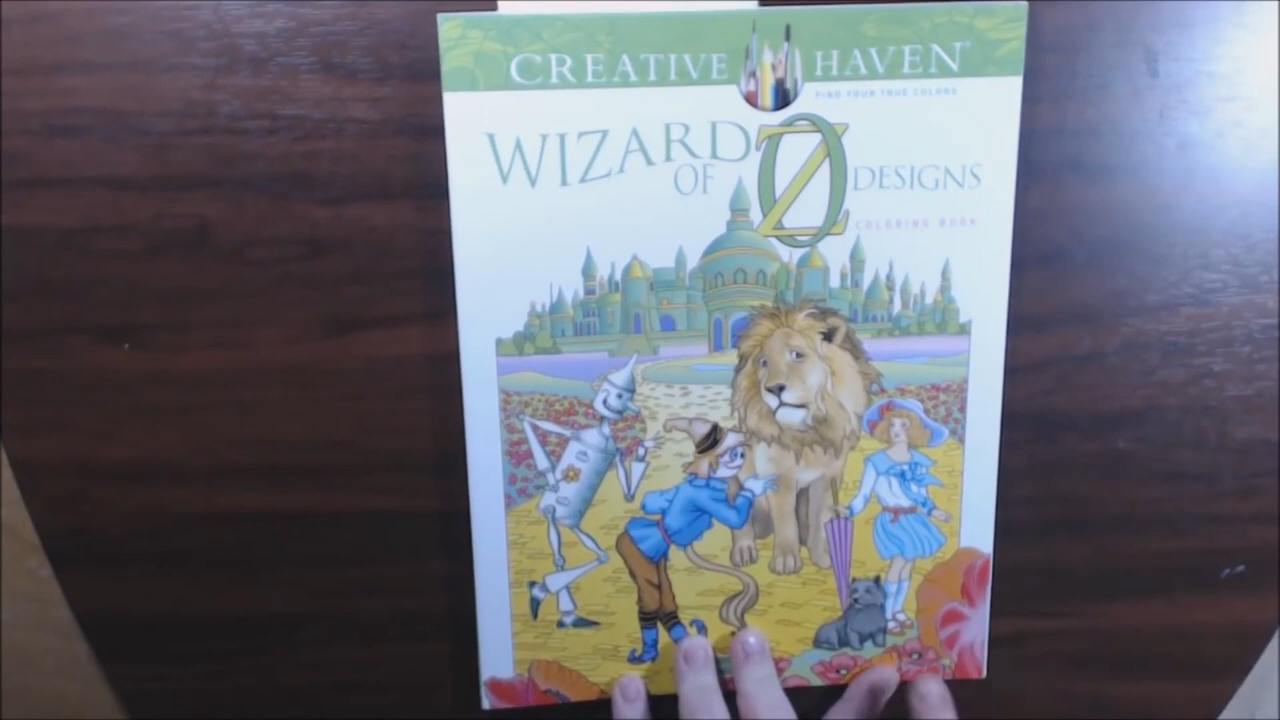 CREATIVE HAVEN®
FIND YOUR TRUE COLORS
WIZARD
OF OZ DESIGNS
COLORING BOOK